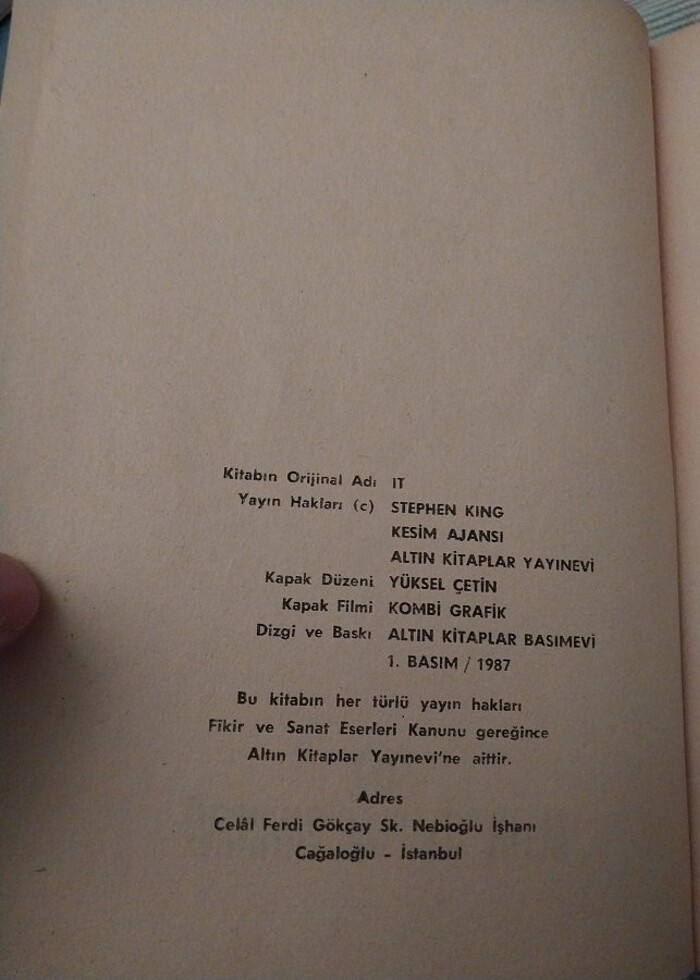 Kitabın Orijinal Adı IT
Yayın Hakları (c) STEPHEN KING
KESİM AJANSI
ALTIN KİTAPLAR YAYINEVİ
Kapak Düzeni YÜKSEL ÇETİN
Kapak Filmi KOMBİ GRAFİK
Dizgi ve Baskı ALTIN KİTAPLAR BASIMEVİ
1. BASIM / 1987
Bu kitabın her türlü yayın hakları
Fikir ve Sanat Eserleri Kanunu gereğince
Altın Kitaplar Yayınevi'ne aittir.
Adres
Celâl Ferdi Gökçay Sk. Nebioğlu İşhanı
Cağaloğlu - İstanbul